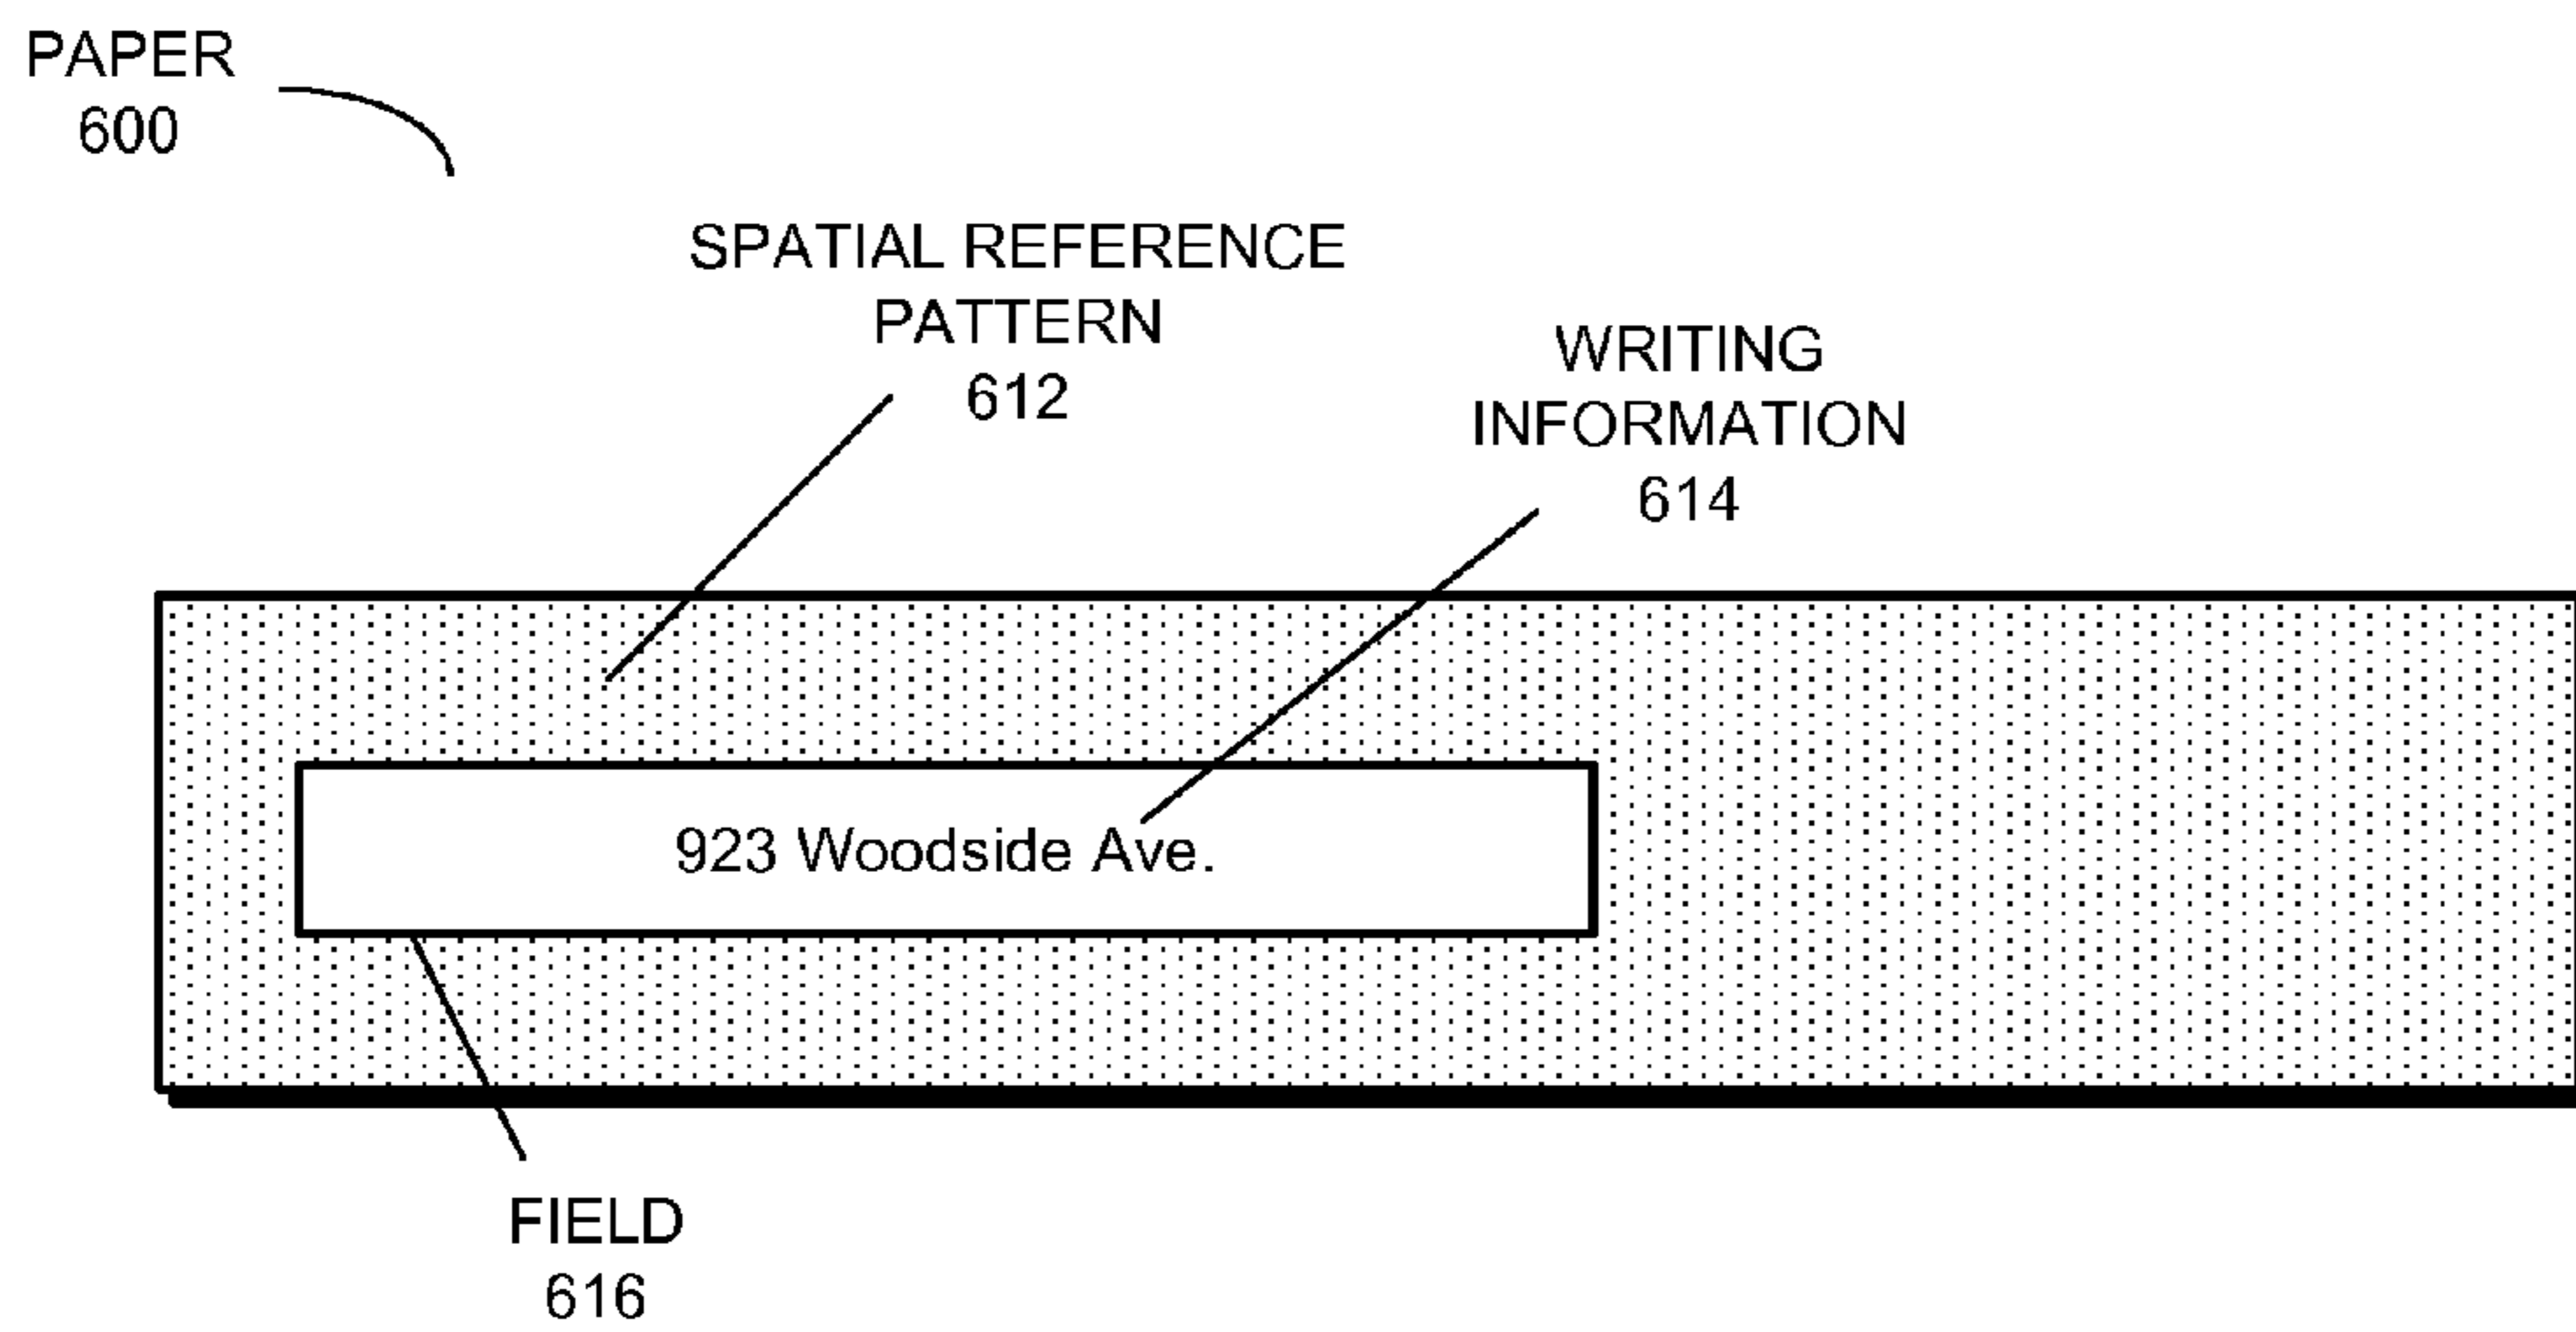 PAPER
600
SPATIAL REFERENCE
PATTERN
612
WRITING
INFORMATION
614
923 Woodside Ave.
FIELD
616